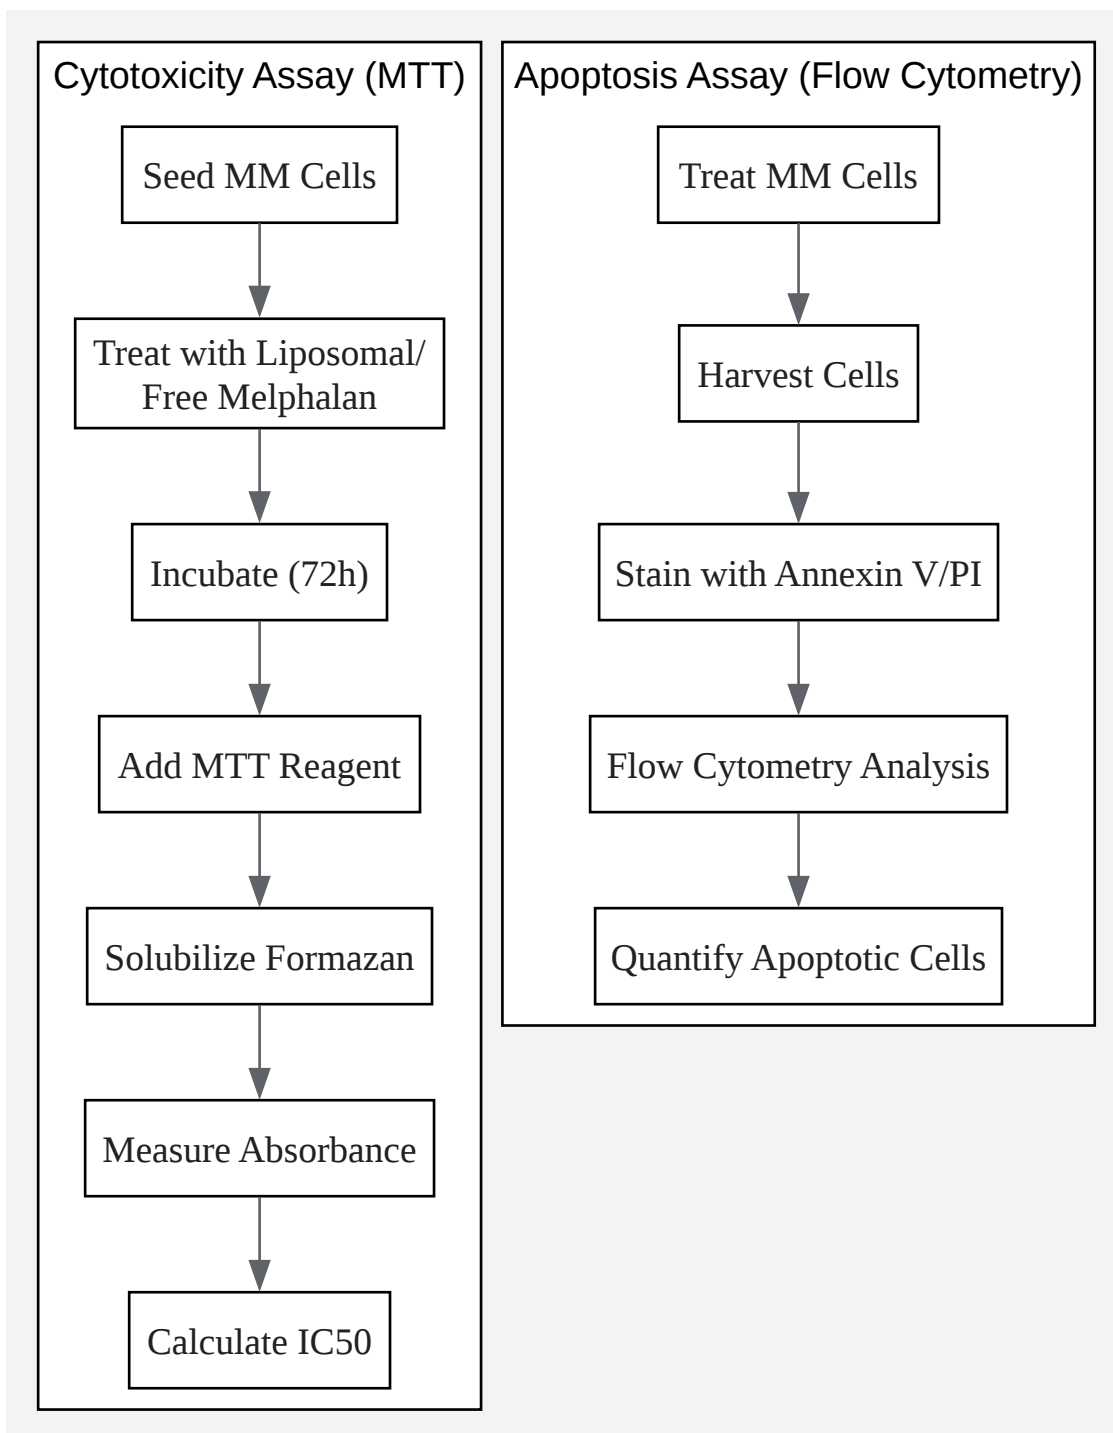 Cytotoxicity Assay (MTT)
Seed MM Cells
Treat with Liposomal/
Free Melphalan
Incubate (72h)
Add MTT Reagent
Solubilize Formazan
Measure Absorbance
Calculate IC50
Apoptosis Assay (Flow Cytometry)
Treat MM Cells
Harvest Cells
Stain with Annexin V/PI
Flow Cytometry Analysis
Quantify Apoptotic Cells